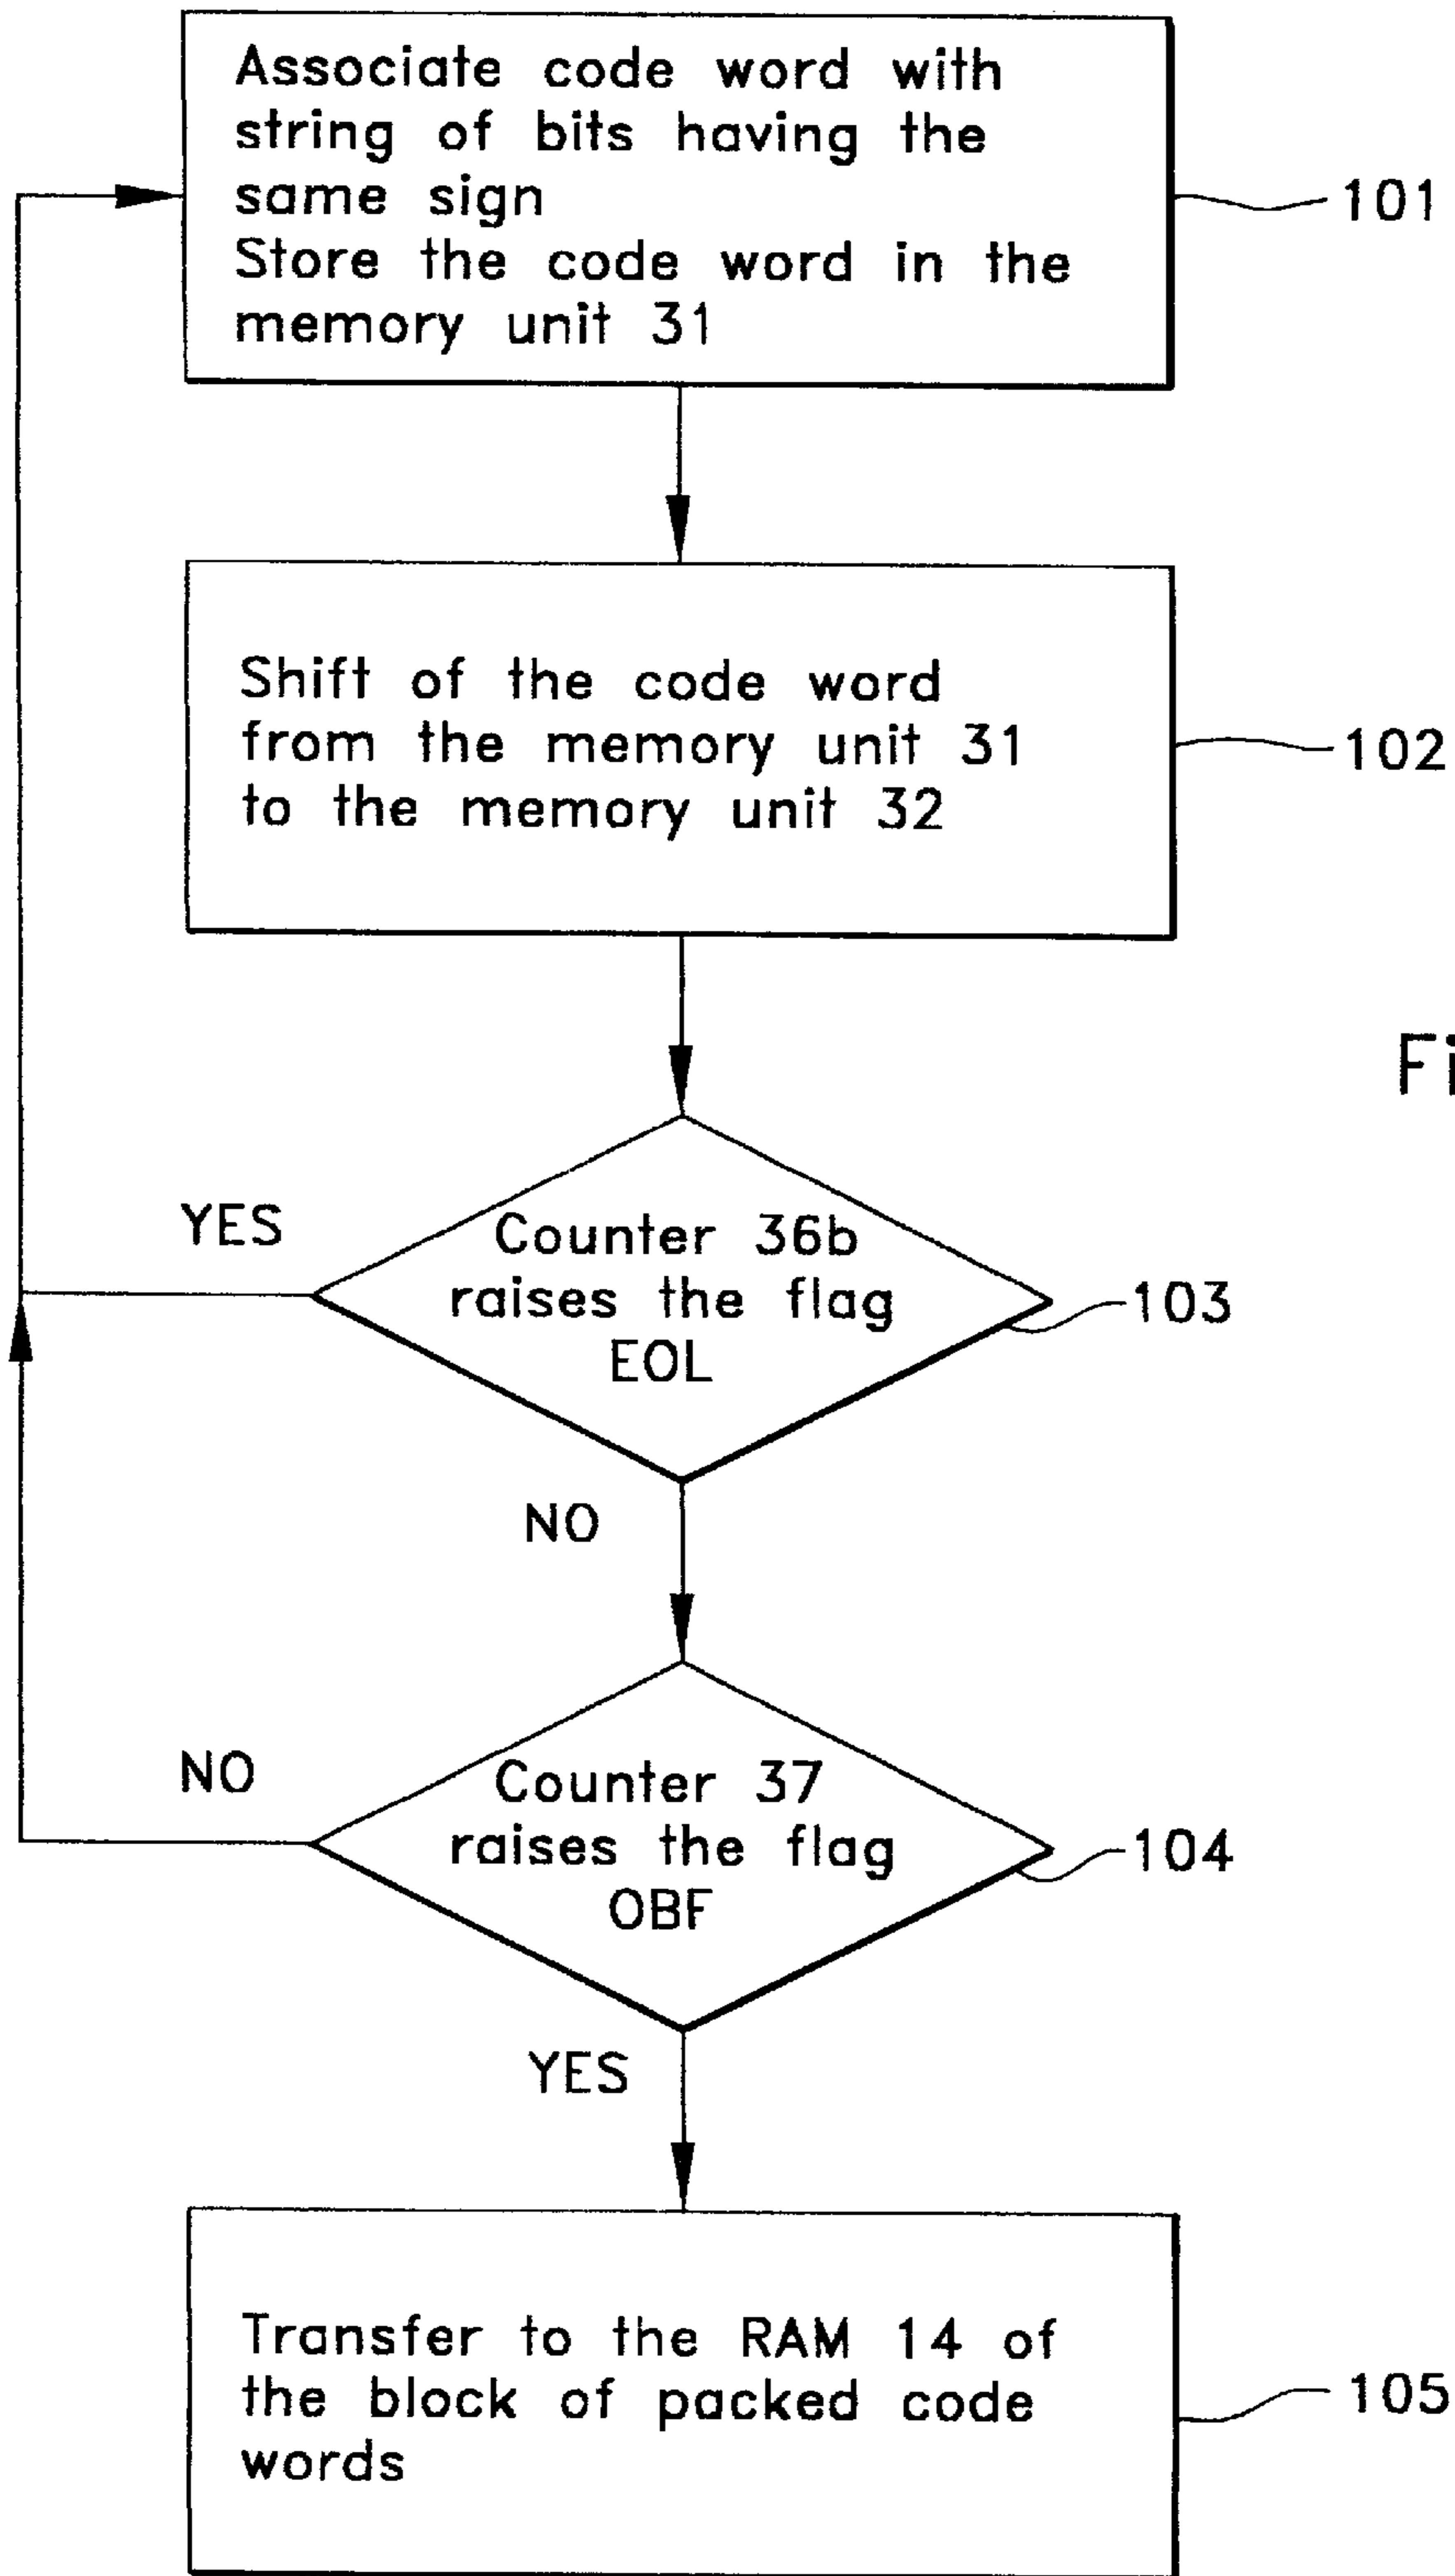 Associate code word with
string of bits having the
same sign
Store the code word in the
memory unit 31
101
Shift of the code word
from the memory unit 31
to the memory unit 32
102
Fi
YES
Counter 36b
raises the flag
EOL
103
NO
NO
Counter 37
raises the flag
OBF
104
YES
Transfer to the RAM 14 of
the block of packed code
words
105